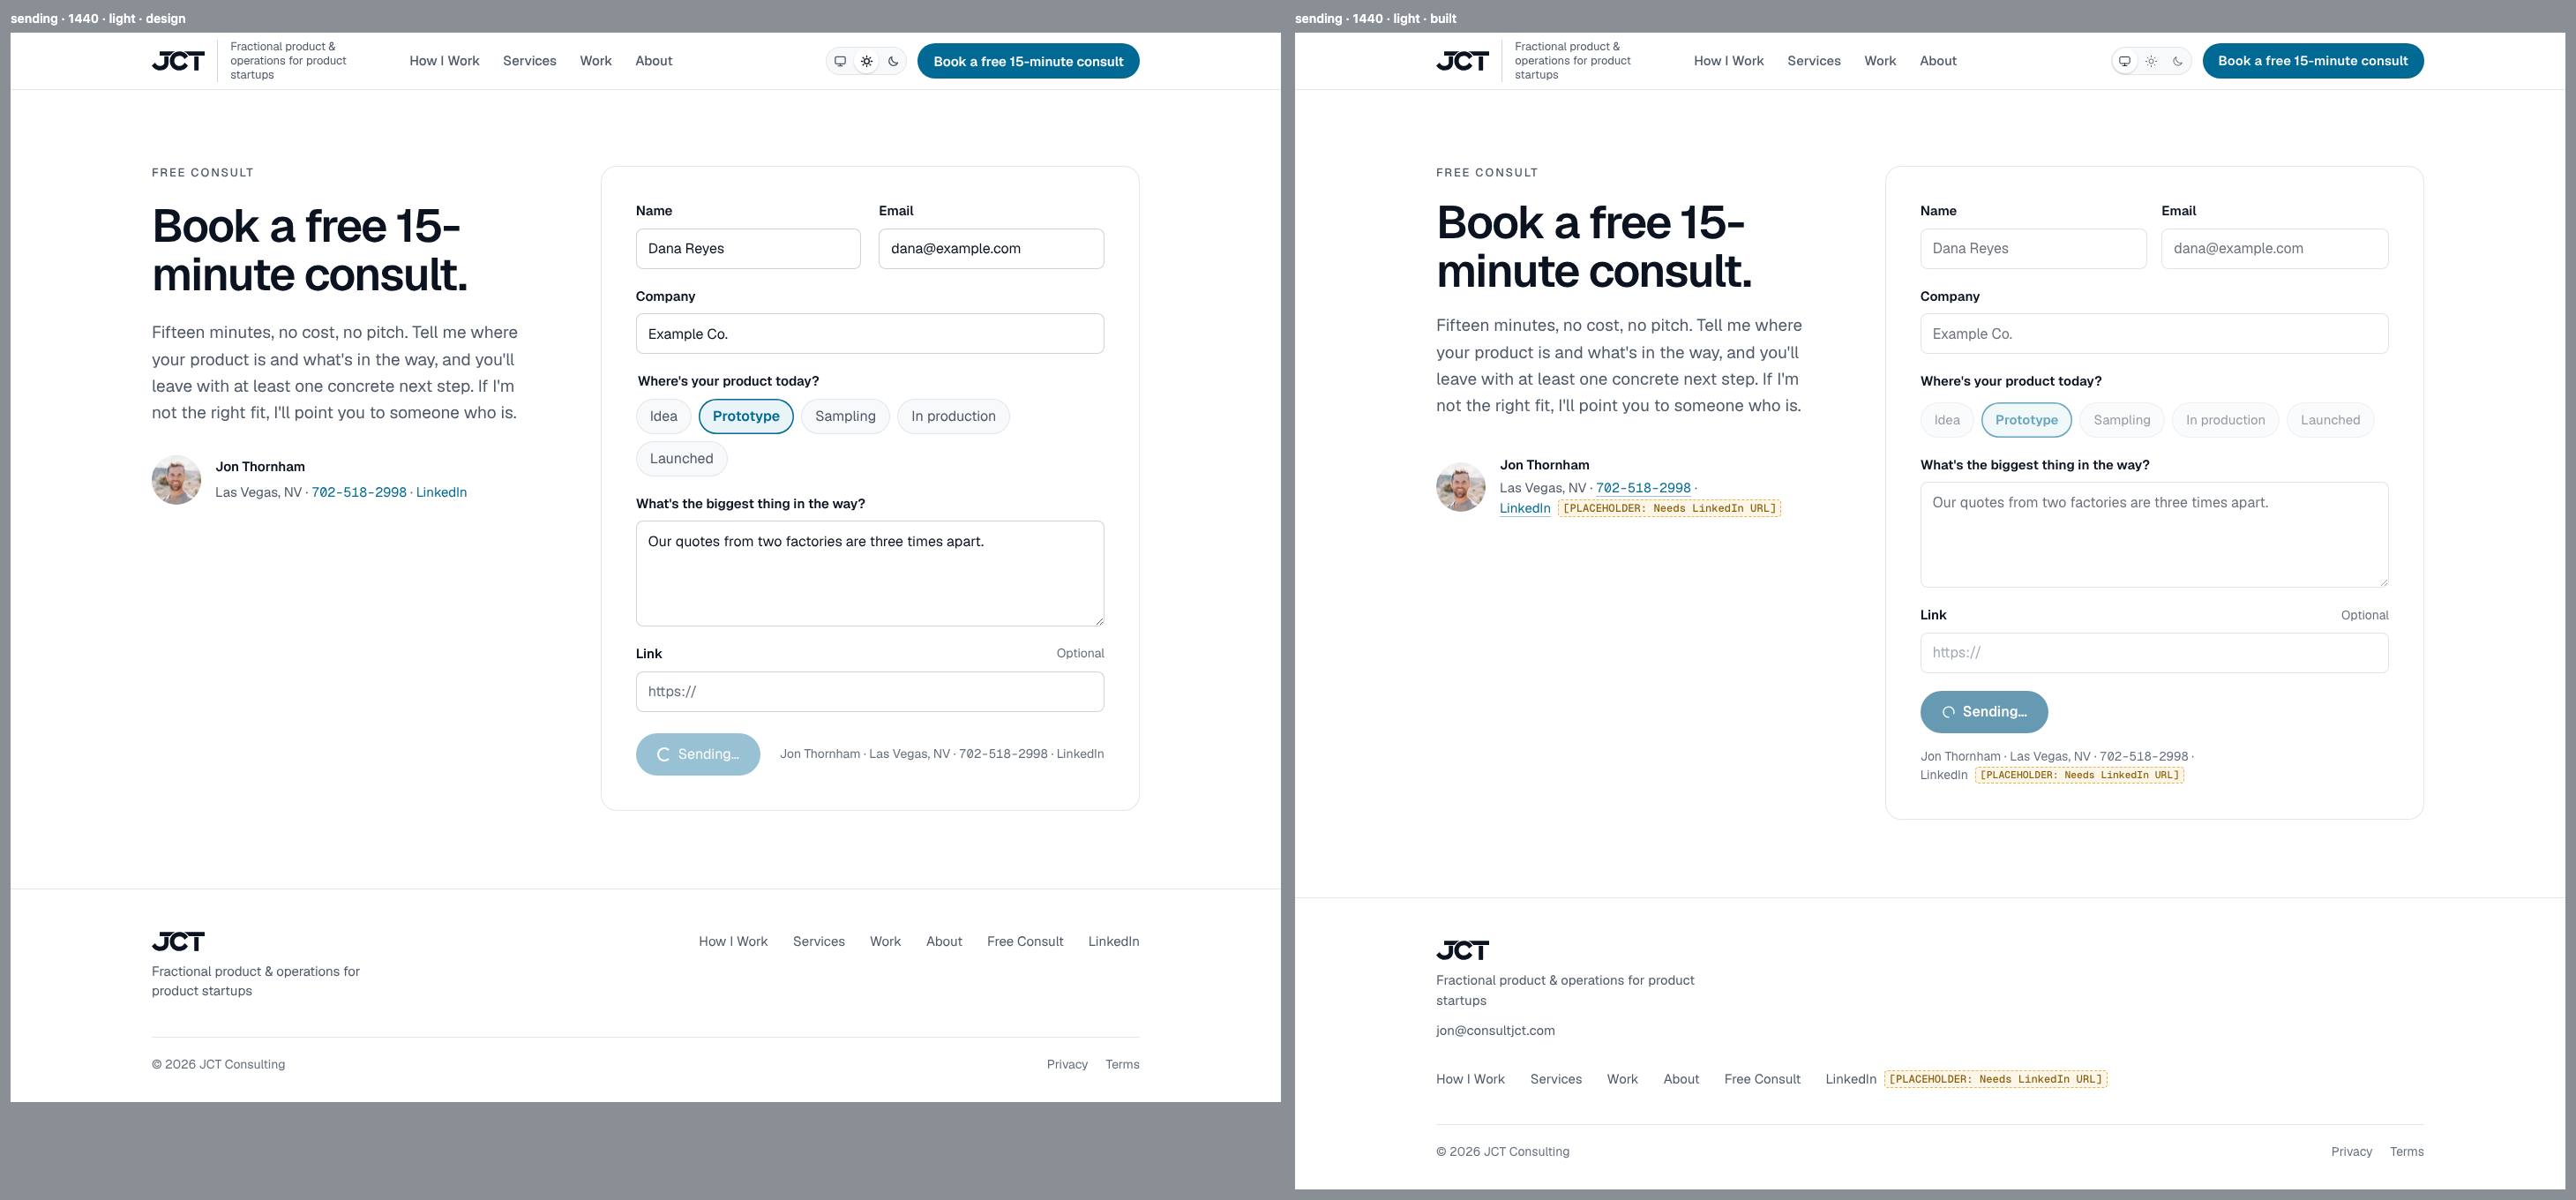 sending · 1440 · light · design
JCT
Fractional product &
operations for product
startups
How I Work
Services
Work
About
Book a free 15-minute consult
FREE CONSULT
Book a free 15-
minute consult.
Fifteen minutes, no cost, no pitch. Tell me where
your product is and what's in the way, and you'll
leave with at least one concrete next step. If I'm
not the right fit, I'll point you to someone who is.
Jon Thornham
Las Vegas, NV · 702-518-2998 · LinkedIn
Name
Email
Dana Reyes
dana@example.com
Company
Example Co.
Where's your product today?
Idea
Prototype
Sampling
In production
Launched
What's the biggest thing in the way?
Our quotes from two factories are three times apart.
Link
Optional
https://
Sending…
Jon Thornham · Las Vegas, NV · 702-518-2998 · LinkedIn
JCT
Fractional product & operations for
product startups
How I Work
Services
Work
About
Free Consult
LinkedIn
© 2026 JCT Consulting
Privacy
Terms
sending · 1440 · light · built
JCT
Fractional product &
operations for product
startups
How I Work
Services
Work
About
Book a free 15-minute consult
FREE CONSULT
Book a free 15-
minute consult.
Fifteen minutes, no cost, no pitch. Tell me where
your product is and what's in the way, and you'll
leave with at least one concrete next step. If I'm
not the right fit, I'll point you to someone who is.
Jon Thornham
Las Vegas, NV · 702-518-2998 ·
LinkedIn [PLACEHOLDER: Needs LinkedIn URL]
Name
Email
Dana Reyes
dana@example.com
Company
Example Co.
Where's your product today?
Idea
Prototype
Sampling
In production
Launched
What's the biggest thing in the way?
Our quotes from two factories are three times apart.
Link
Optional
https://
Sending…
Jon Thornham · Las Vegas, NV · 702-518-2998 ·
LinkedIn [PLACEHOLDER: Needs LinkedIn URL]
JCT
Fractional product & operations for product
startups
jon@consultjct.com
How I Work
Services
Work
About
Free Consult
LinkedIn [PLACEHOLDER: Needs LinkedIn URL]
© 2026 JCT Consulting
Privacy
Terms